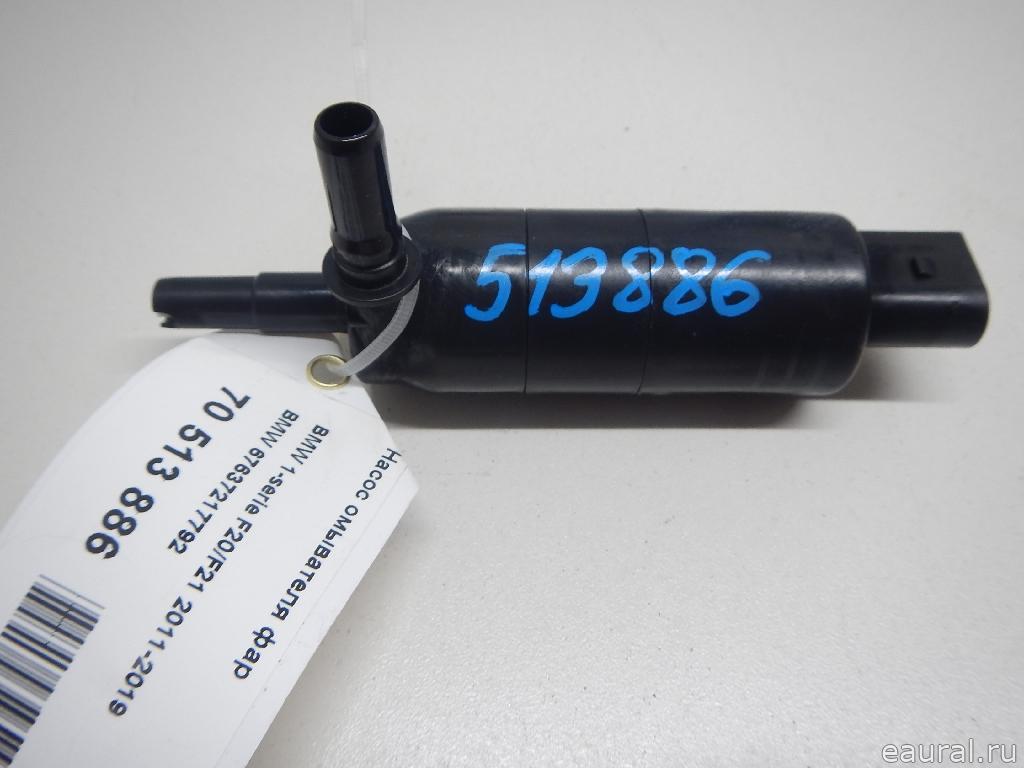 513886
Насос омывателя фар
BMW 1-serie F20/F21 2011-2019
BMW 67637217792
70 513 886
eaural.ru